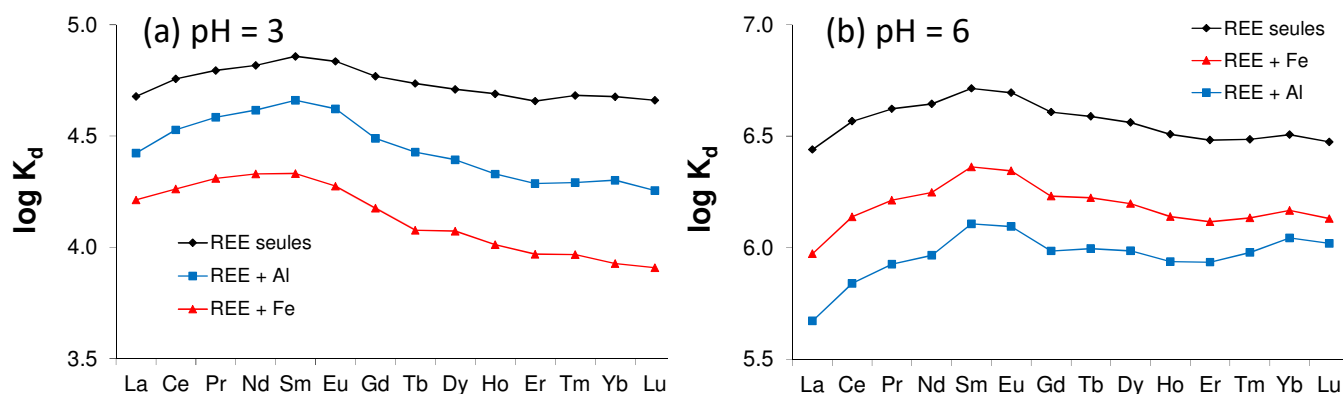 (a) pH = 3
log K_d
5.0
4.5
4.0
3.5
REE seules
REE + Al
REE + Fe
La Ce Pr Nd Sm Eu Gd Tb Dy Ho Er Tm Yb Lu
(b) pH = 6
log K_d
7.0
6.5
6.0
5.5
REE seules
REE + Fe
REE + Al
La Ce Pr Nd Sm Eu Gd Tb Dy Ho Er Tm Yb Lu